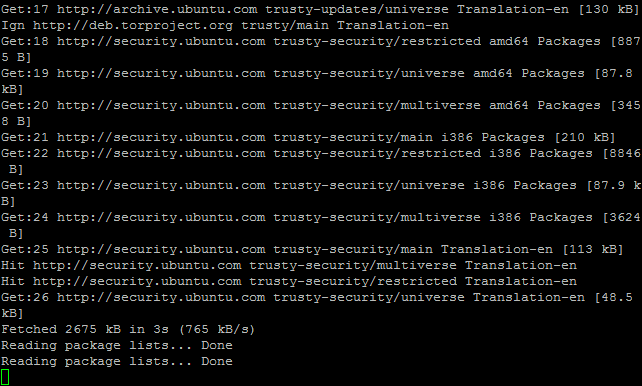 Get:17 http://archive.ubuntu.com trusty-updates/universe Translation-en [130 kB]
Ign http://deb.torproject.org trusty/main Translation-en
Get:18 http://security.ubuntu.com trusty-security/restricted amd64 Packages [887
5 B]
Get:19 http://security.ubuntu.com trusty-security/universe amd64 Packages [87.8
kB]
Get:20 http://security.ubuntu.com trusty-security/multiverse amd64 Packages [345
8 B]
Get:21 http://security.ubuntu.com trusty-security/main i386 Packages [210 kB]
Get:22 http://security.ubuntu.com trusty-security/restricted i386 Packages [8846
 B]
Get:23 http://security.ubuntu.com trusty-security/universe i386 Packages [87.9 k
B]
Get:24 http://security.ubuntu.com trusty-security/multiverse i386 Packages [3624
 B]
Get:25 http://security.ubuntu.com trusty-security/main Translation-en [113 kB]
Hit http://security.ubuntu.com trusty-security/multiverse Translation-en
Hit http://security.ubuntu.com trusty-security/restricted Translation-en
Get:26 http://security.ubuntu.com trusty-security/universe Translation-en [48.5
kB]
Fetched 2675 kB in 3s (765 kB/s)
Reading package lists... Done
Reading package lists... Done